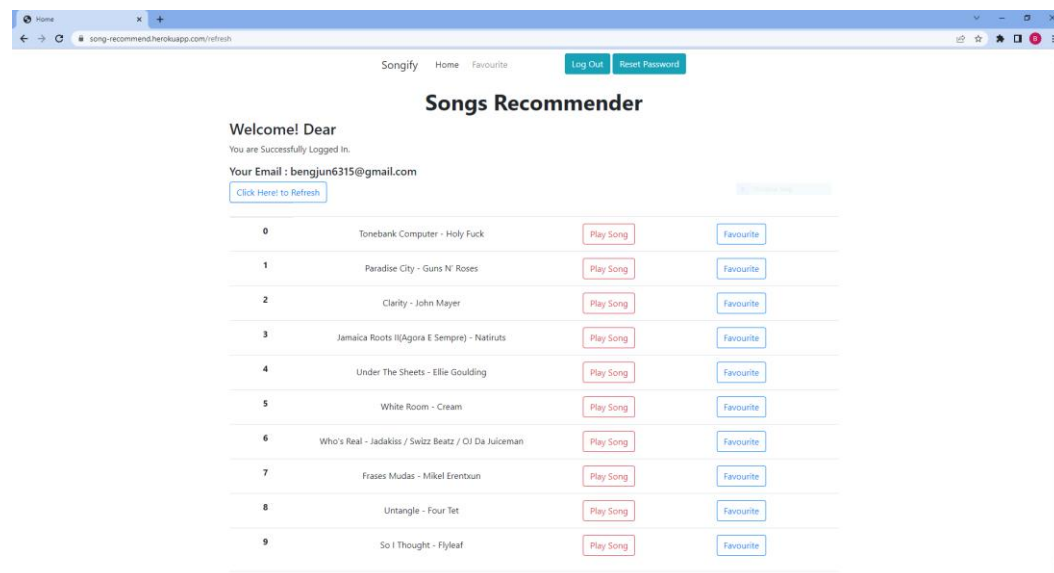 Home
song-recommend.herokuapp.com/refresh
B
Songify Home Favourite Log Out Reset Password
Songs Recommender
Welcome! Dear
You are Successfully Logged In.
Your Email : bengjun6315@gmail.com
Click Here! to Refresh
0 Tonebank Computer - Holy Fuck Play Song Favourite
1 Paradise City - Guns N' Roses Play Song Favourite
2 Clarity - John Mayer Play Song Favourite
3 Jamaica Roots II(Agora E Sempre) - Natiruts Play Song Favourite
4 Under The Sheets - Ellie Goulding Play Song Favourite
5 White Room - Cream Play Song Favourite
6 Who's Real - Jadakiss / Swizz Beatz / OJ Da Juiceman Play Song Favourite
7 Frases Mudas - Mikel Erentxun Play Song Favourite
8 Untangle - Four Tet Play Song Favourite
9 So I Thought - Flyleaf Play Song Favourite